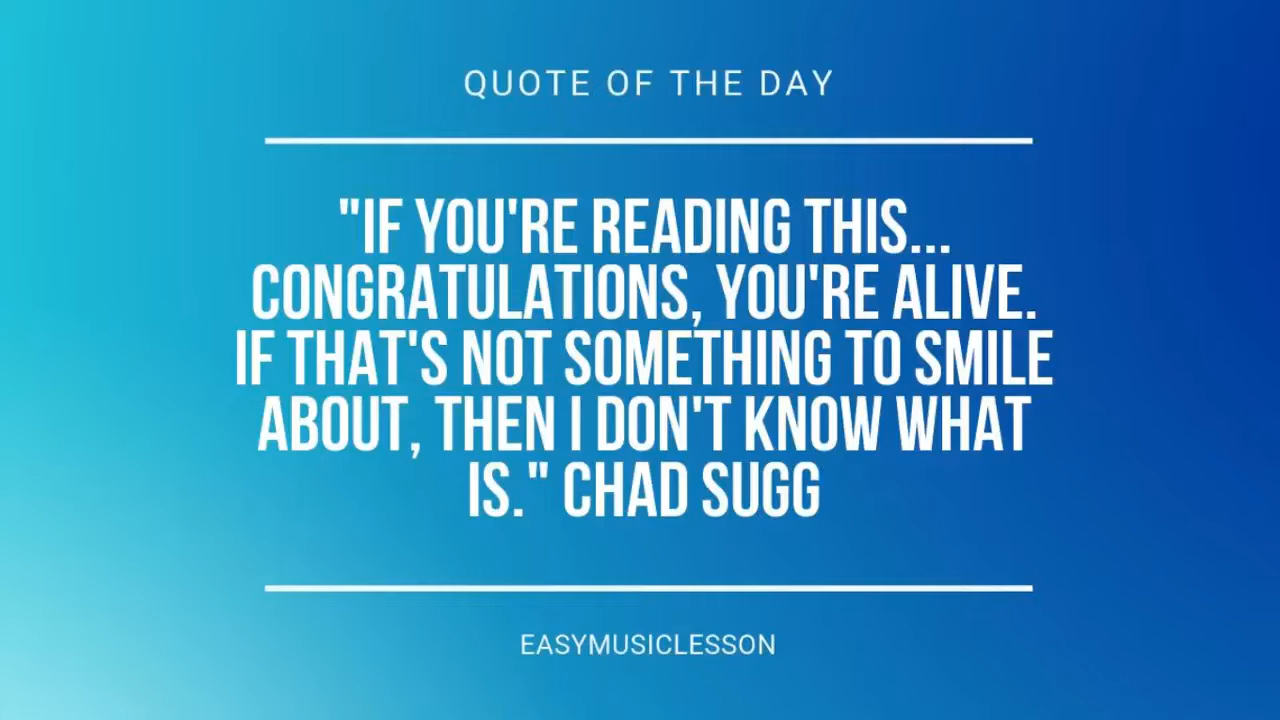 QUOTE OF THE DAY
"IF YOU'RE READING THIS...
CONGRATULATIONS, YOU'RE ALIVE.
IF THAT'S NOT SOMETHING TO SMILE
ABOUT, THEN I DON'T KNOW WHAT
IS." CHAD SUGG
EASYMUSICLESSON